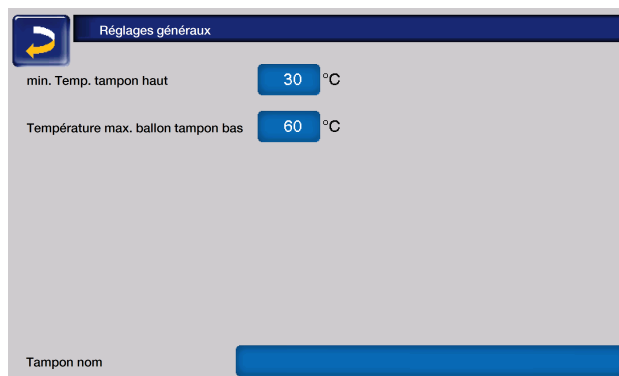 Réglages généraux
min. Temp. tampon haut 30 °C
Température max. ballon tampon bas 60 °C
Tampon nom